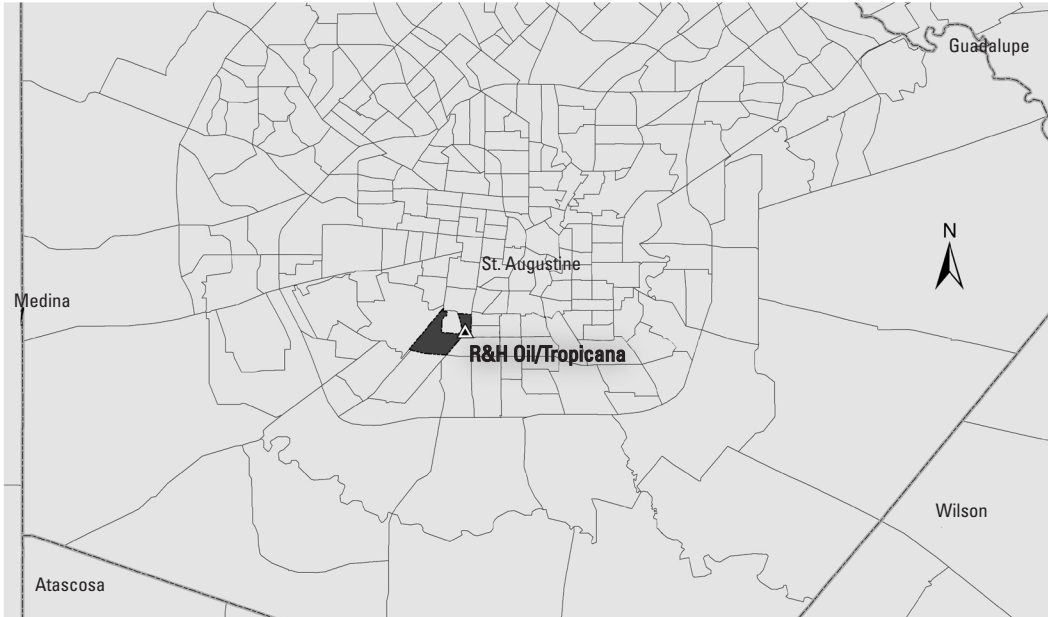 Guadalupe
N
St. Augustine
Medina
R&H Oil/Tropicana
Wilson
Atascosa